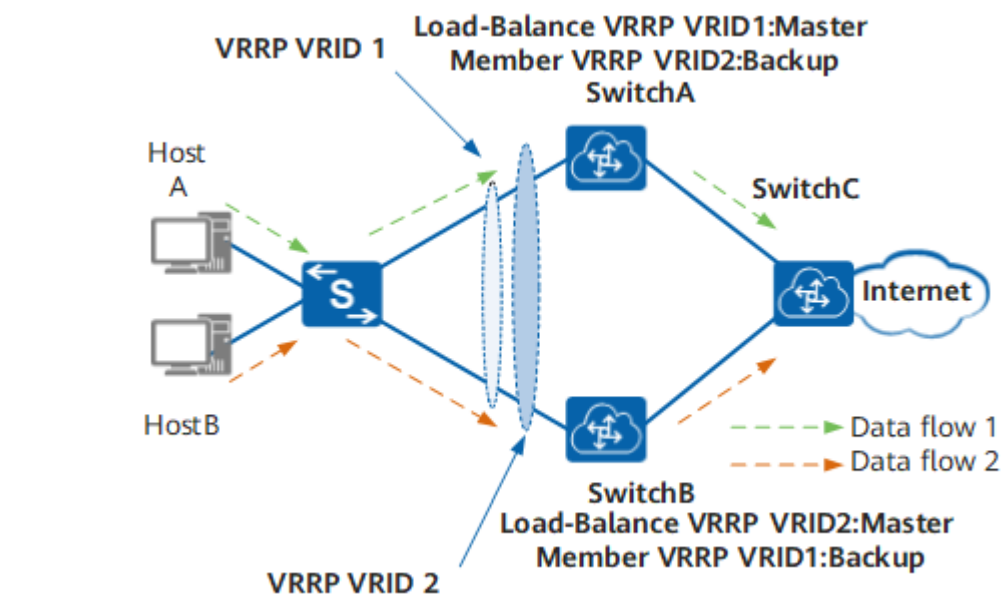 VRRP VRID 1
Load-Balance VRRP VRID1:Master
Member VRRP VRID2:Backup
SwitchA
Host
A
SwitchC
S
Internet
HostB
Data flow 1
Data flow 2
SwitchB
Load-Balance VRRP VRID2:Master
Member VRRP VRID1:Backup
VRRP VRID 2